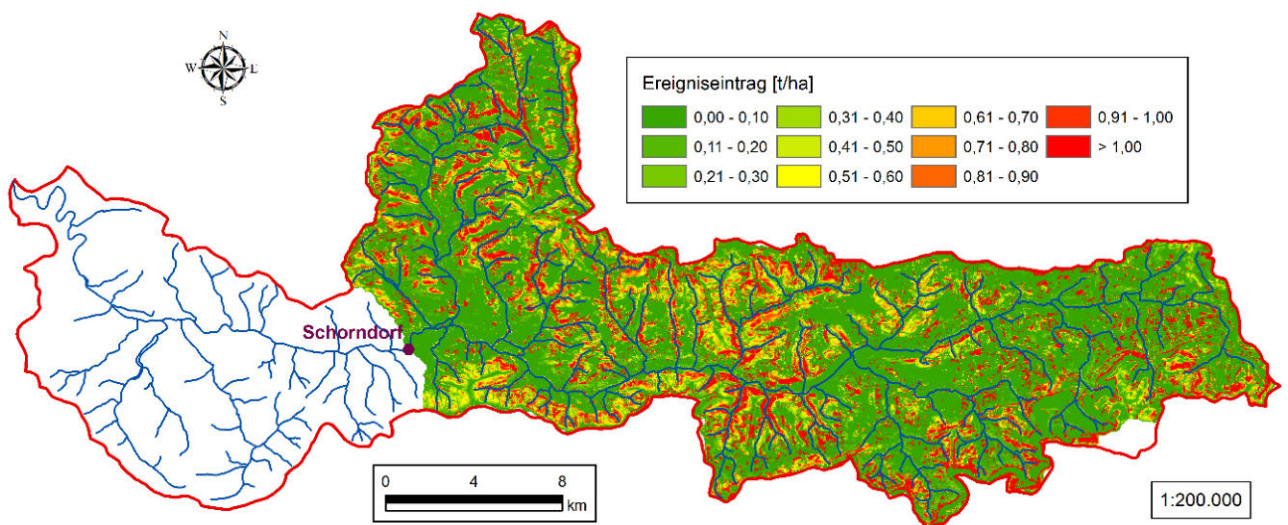 N
W
L
S
Ereigniseintrag [t/ha]
0,00 - 0,10
0,31 - 0,40
0,61 - 0,70
0,91 - 1,00
0,11 - 0,20
0,41 - 0,50
0,71 - 0,80
> 1,00
0,21 - 0,30
0,51 - 0,60
0,81 - 0,90
Schorndorf
0 4 8
km
1:200.000